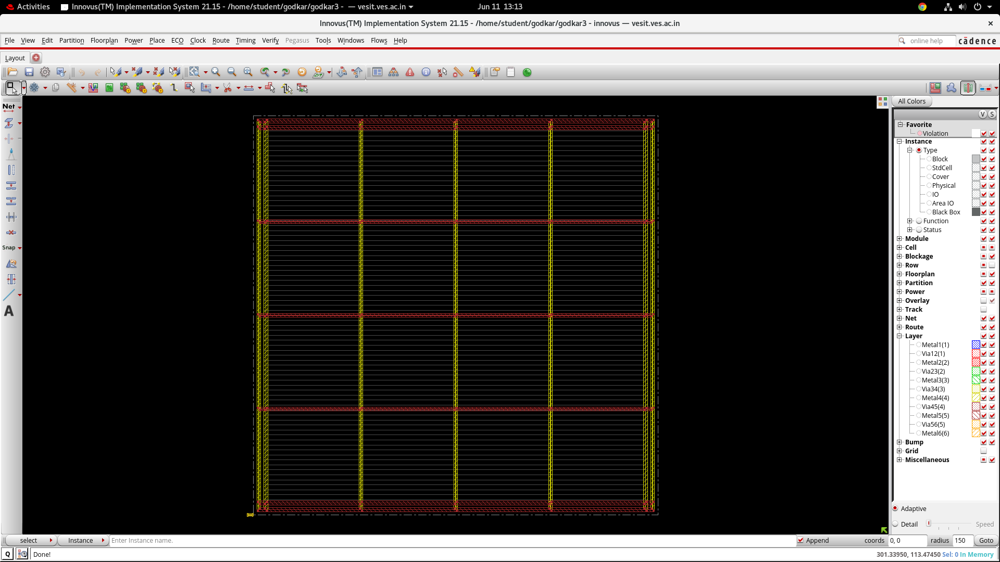 Activities Innovus(TM) Implementation System 21.15 - /home/student/godkar/godkar3 - — vesit.ves.ac.in Jun 11 13:13
Innovus(TM) Implementation System 21.15 - /home/student/godkar/godkar3 - innovus — vesit.ves.ac.in
File View Edit Partition Floorplan Power Place ECO Clock Route Timing Verify Pegasus Tools Windows Flows Help online help cādence
Layout
Net
Snap
A
All Colors
V S
Favorite
Violation
Instance
Type
Block
StdCell
Cover
Physical
IO
Area IO
Black Box
Function
Status
Module
Cell
Blockage
Row
Floorplan
Partition
Power
Overlay
Track
Net
Route
Layer
Metal1(1)
Via12(1)
Metal2(2)
Via23(2)
Metal3(3)
Via34(3)
Metal4(4)
Via45(4)
Metal5(5)
Via56(5)
Metal6(6)
Bump
Grid
Miscellaneous
Adaptive
Detail Speed
select Instance Enter Instance name. Append coords 0, 0 radius 150 Goto
Q Done! 301.33950, 113.47450 Sel: 0 In Memory